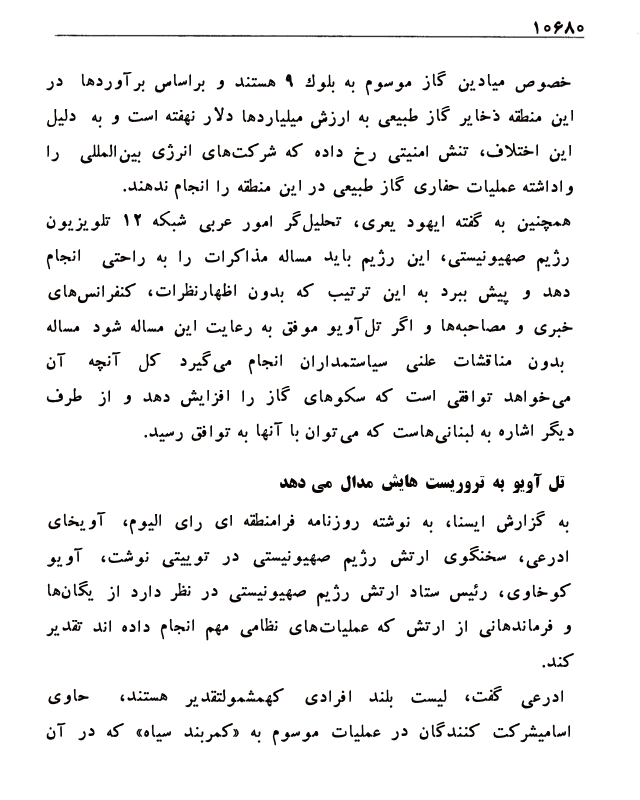 ۱۰۶۸۰
خصوص میادین گاز موسوم به بلوک ۹ هستند و براساس برآوردها در
این منطقه ذخایر گاز طبیعی به ارزش میلیاردها دلار نهفته است و به دلیل
این اختلاف، تنش امنیتی رخ داده که شرکت‌های انرژی بین‌المللی را
واداشته عملیات حفاری گاز طبیعی در این منطقه را انجام ندهند.
همچنین به گفته ایهود یعری، تحلیل‌گر امور عربی شبکه ۱۲ تلویزیون
رژیم صهیونیستی، این رژیم باید مساله مذاکرات را به راحتی انجام
دهد و پیش ببرد به این ترتیب که بدون اظهارنظرات، کنفرانس‌های
خبری و مصاحبه‌ها و اگر تل‌آویو موفق به رعایت این مساله شود مساله
بدون مناقشات علنی سیاستمداران انجام می‌گیرد کل آنچه آن
می‌خواهد توافقی است که سکوهای گاز را افزایش دهد و از طرف
دیگر اشاره به لبنانی‌هاست که می‌توان با آنها به توافق رسید.
تل آویو به تروریست هایش مدال می دهد
به گزارش ایسنا، به نوشته روزنامه فرامنطقه ای رای الیوم، آویخای
ادرعی، سخنگوی ارتش رژیم صهیونیستی در توییتی نوشت، آویو
کوخاوی، رئیس ستاد ارتش رژیم صهیونیستی در نظر دارد از یگان‌ها
و فرماندهانی از ارتش که عملیات‌های نظامی مهم انجام داده اند تقدیر
کند.
ادرعی گفت، لیست بلند افرادی کهمشمولتقدیر هستند، حاوی
اسامیشرکت کنندگان در عملیات موسوم به «کمربند سیاه» که در آن